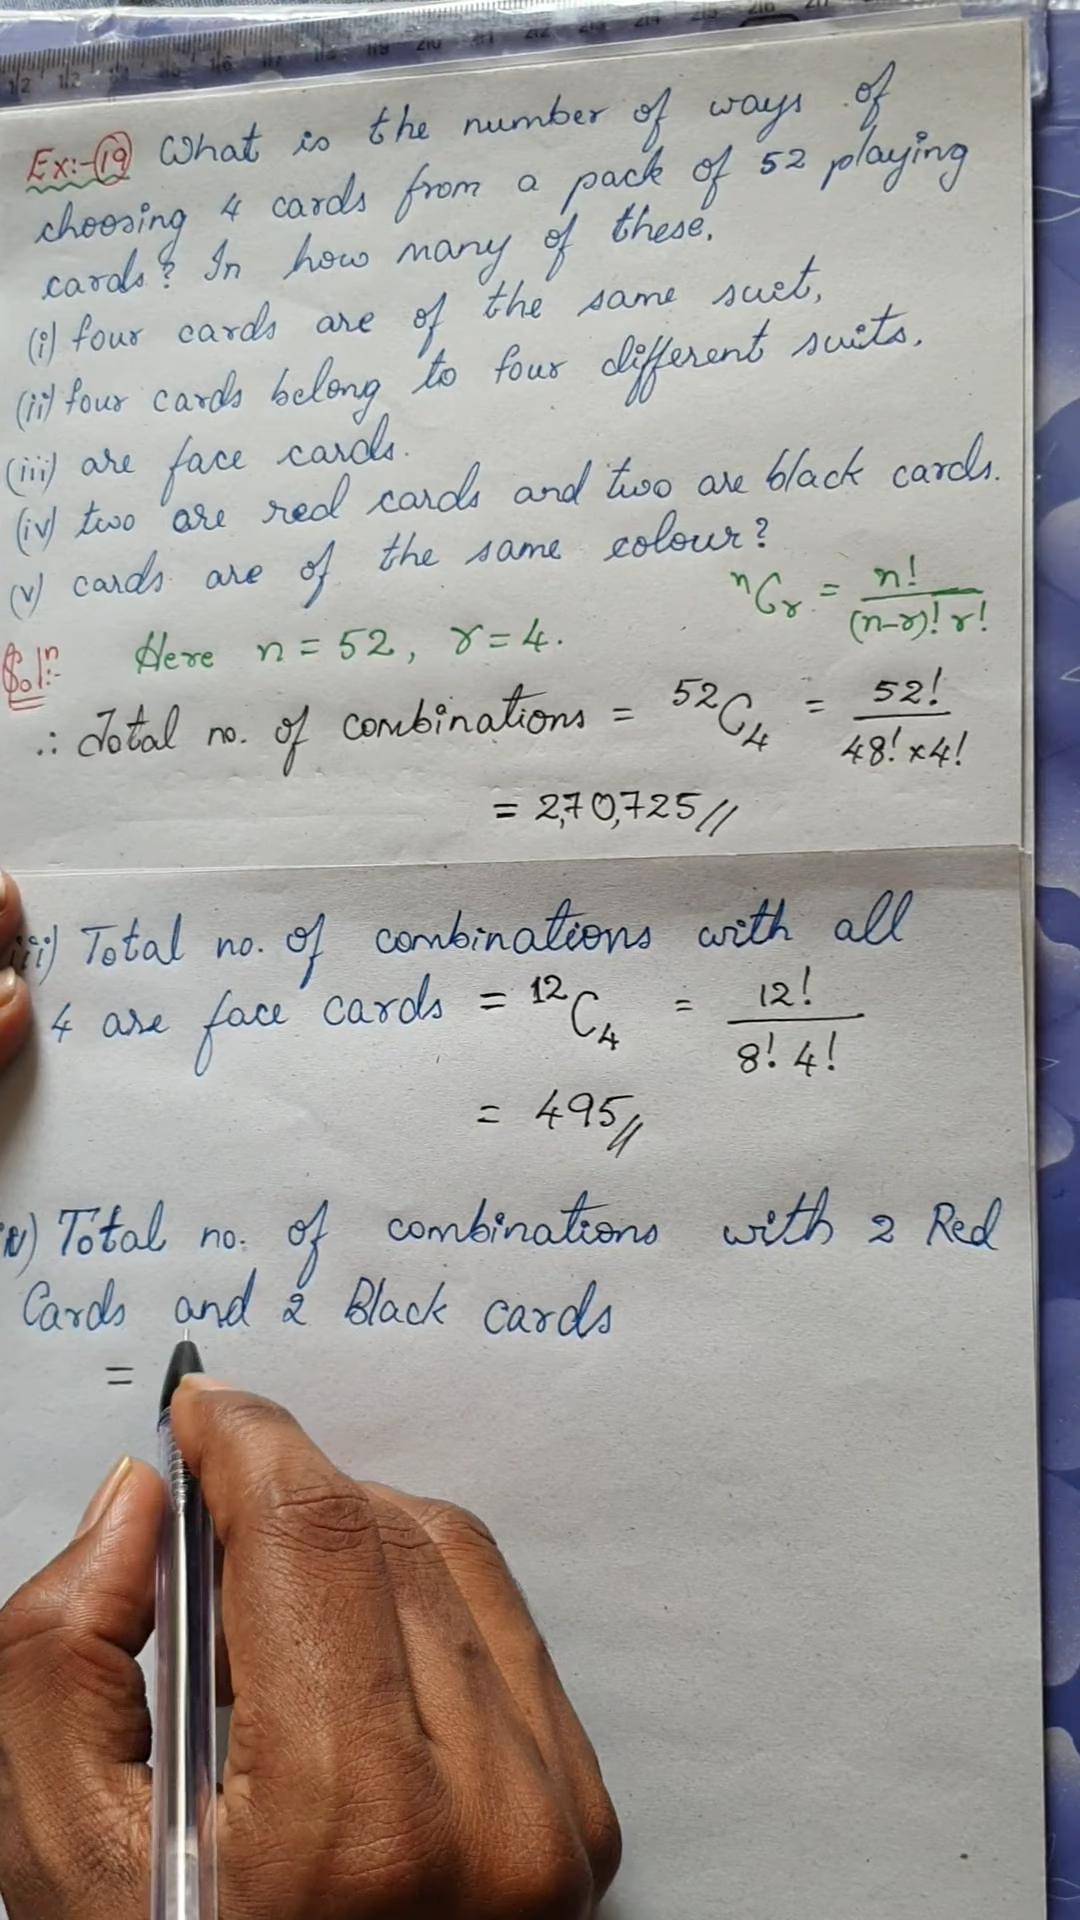 Ex:-19 What is the number of ways of
choosing 4 cards from a pack of 52 playing
cards? In how many of these,
(i) four cards are of the same suit,
(ii) four cards belong to four different suits,
(iii) are face cards.
(iv) two are red cards and two are black cards.
(v) cards are of the same colour?
nCr = n! / (n-r)! r!
Soln:- Here n = 52, r = 4.
∴ Total no. of combinations = 52C4 = 52! / 48! × 4!
= 2,70,725//
iii) Total no. of combinations with all
4 are face cards = 12C4 = 12! / 8! 4!
= 495//
iv) Total no. of combinations with 2 Red
Cards and 2 Black cards
=